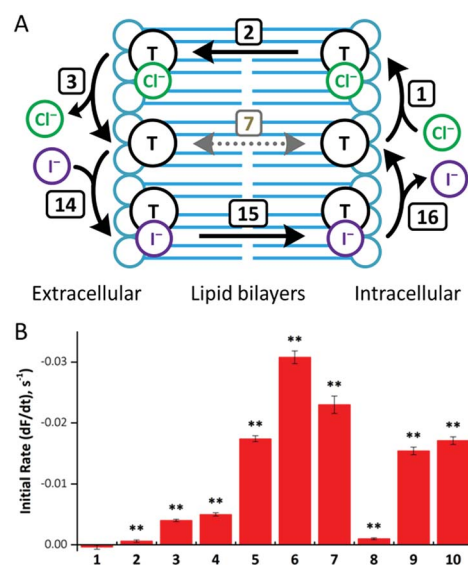 A
2
T
T
3
Cl⁻
Cl⁻
1
Cl⁻
7
Cl⁻
T
T
I⁻
I⁻
14
T
15
T
16
I⁻
I⁻
Extracellular Lipid bilayers Intracellular
B
Initial Rate (dF/dt), s⁻¹
-0.03
-0.02
-0.01
0.00
** ** ** ** ** ** ** ** **
1 2 3 4 5 6 7 8 9 10